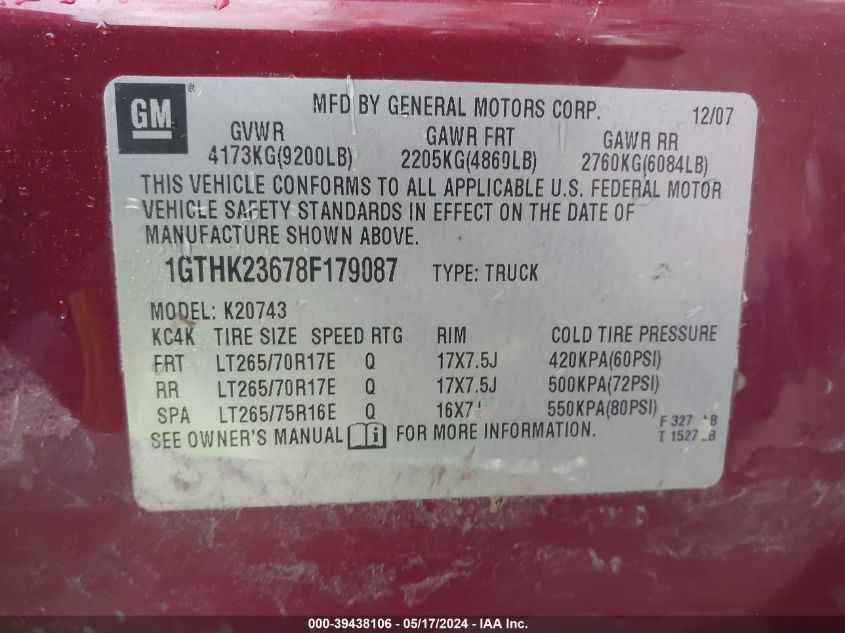 GM
MFD BY GENERAL MOTORS CORP. 12/07
GVWR GAWR FRT GAWR RR
4173KG(9200LB) 2205KG(4860LB) 2760KG(6084LB)
THIS VEHICLE CONFORMS TO ALL APPLICABLE U.S. FEDERAL MOTOR
VEHICLE SAFETY STANDARDS IN EFFECT ON THE DATE OF
MANUFACTURE SHOWN ABOVE.
1GTHK23678F179087 TYPE: TRUCK
MODEL: K20743
KC4K TIRE SIZE SPEED RTG RIM COLD TIRE PRESSURE
FRT LT265/70R17E Q 17X7.5J 420KPA(60PSI)
RR LT265/70R17E Q 17X7.5J 500KPA(72PSI)
SPA LT265/75R16E Q 550KPA(80PSI)
SEE OWNER'S MANUAL i FOR MORE INFORMATION.
F 327
T 1527
000-39438106 - 05/17/2024 - IAA Inc.